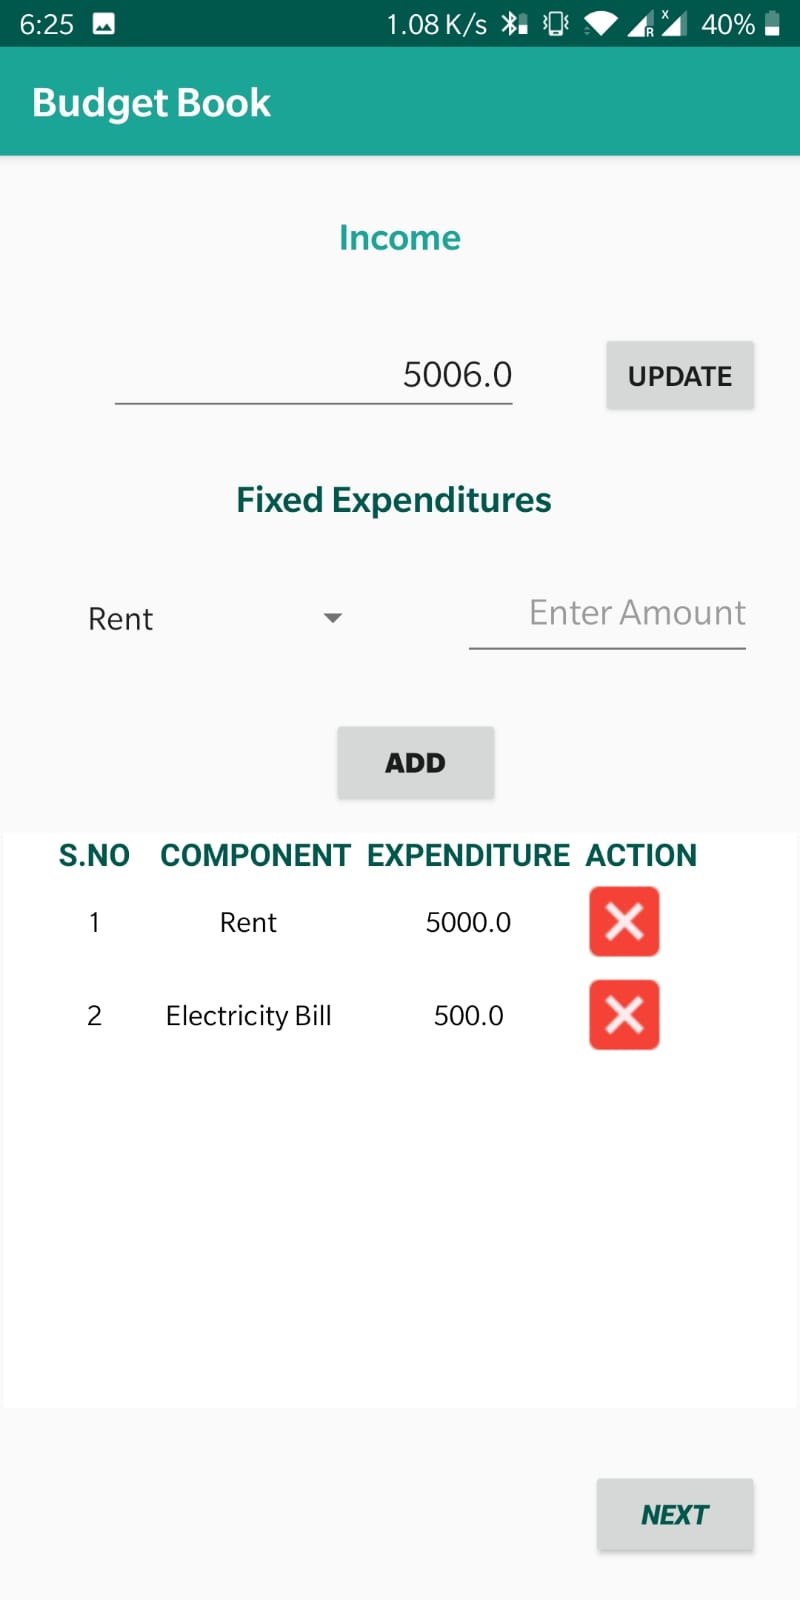 6:25 1.08 K/s R x 40%
Budget Book
Income
5006.0 UPDATE
Fixed Expenditures
Rent Enter Amount
ADD
S.NO COMPONENT EXPENDITURE ACTION
1 Rent 5000.0
2 Electricity Bill 500.0
NEXT